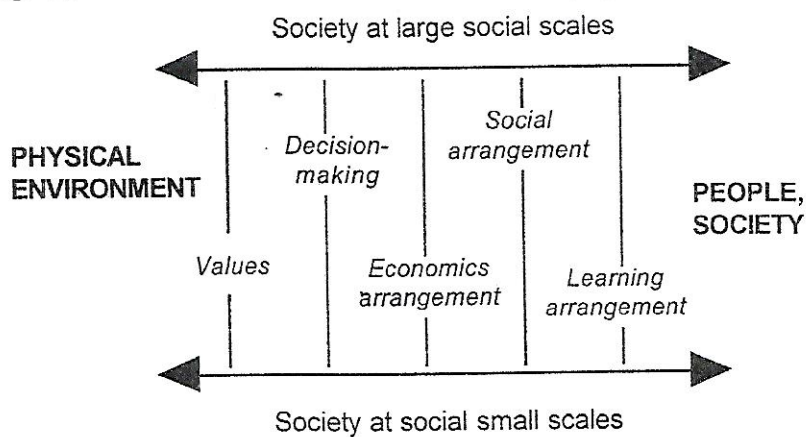 Society at large social scales
PHYSICAL
ENVIRONMENT
Decision-
making
Social
arrangement
PEOPLE,
SOCIETY
Values
Economics
arrangement
Learning
arrangement
Society at social small scales